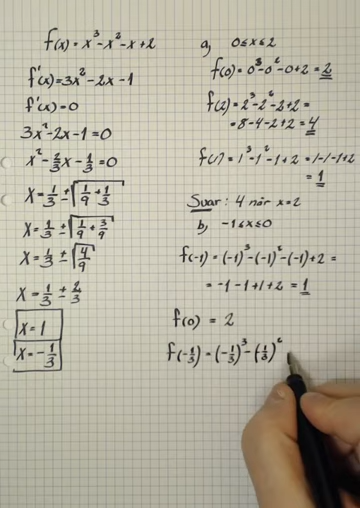 f(x) = x³ - x² - x + 2
f'(x) = 3x² - 2x - 1
f'(x) = 0
3x² - 2x - 1 = 0
x² - 2/3 x - 1/3 = 0
x = 1/3 ± √(1/9 + 1/3)
x = 1/3 ± √(1/9 + 3/9)
x = 1/3 ± √(4/9)
x = 1/3 ± 2/3
x = 1
x = -1/3
a) 0 ≤ x ≤ 2
f(0) = 0³ - 0² - 0 + 2 = 2
f(2) = 2³ - 2² - 2 + 2 =
= 8 - 4 - 2 + 2 = 4
f(1) = 1³ - 1² - 1 + 2 = 1 - 1 - 1 + 2
= 1
Svar: 4 når x = 2
b) -1 ≤ x ≤ 0
f(-1) = (-1)³ - (-1)² - (-1) + 2 =
= -1 - 1 + 1 + 2 = 1
f(0) = 2
f(-1/3) = (-1/3)³ - (-1/3)²